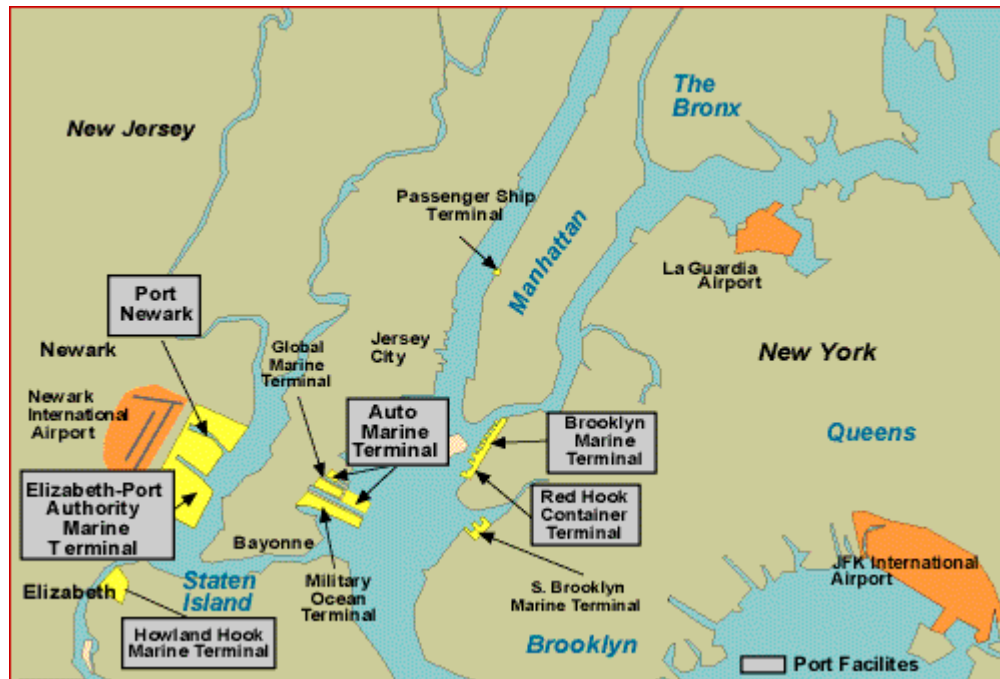 The
Bronx
New Jersey
Passenger Ship
Terminal
Manhattan
La Guardia
Airport
Port
Newark
Newark
Global
Marine
Terminal
Jersey
City
New York
Newark
International
Airport
Auto
Marine
Terminal
Brooklyn
Marine
Terminal
Queens
Elizabeth-Port
Authority
Marine
Terminal
Red Hook
Container
Terminal
Bayonne
JFK International
Airport
Elizabeth
Staten
Island
Military
Ocean
Terminal
S. Brooklyn
Marine Terminal
Howland Hook
Marine Terminal
Brooklyn
Port Facilites